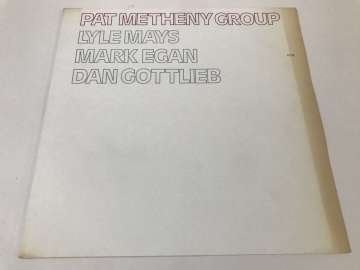 PAT METHENY GROUP
LYLE MAYS
MARK EGAN
DAN GOTTLIEB